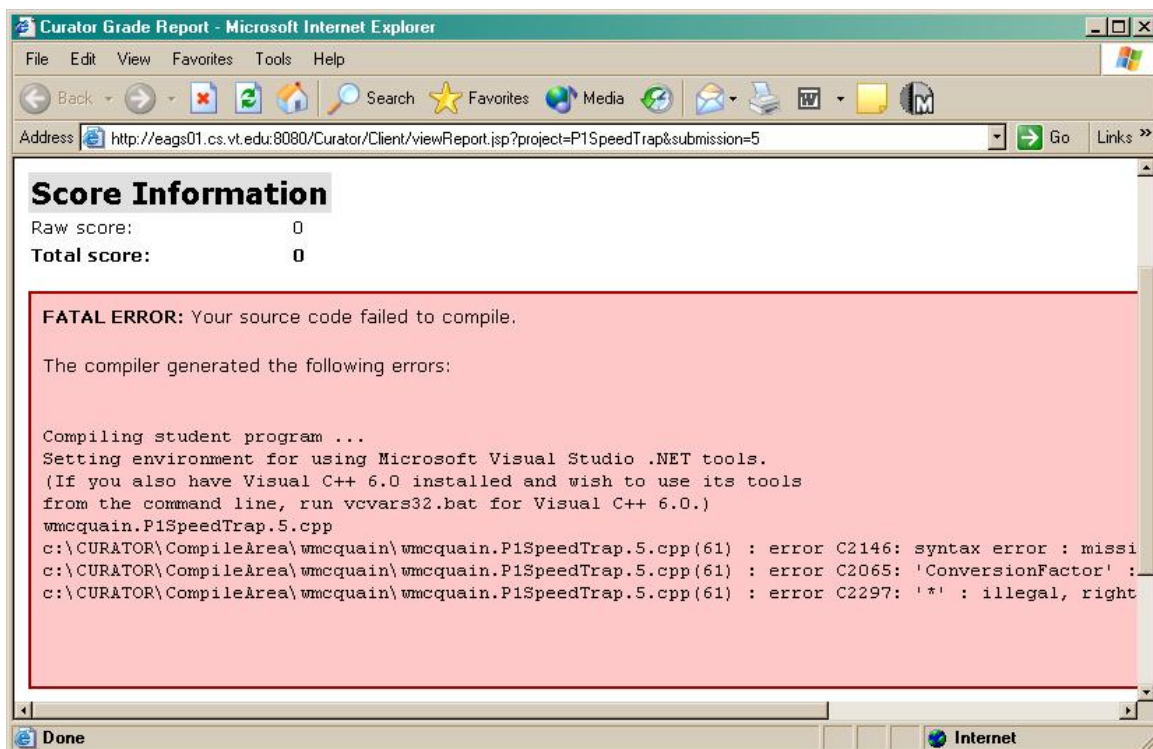 Curator Grade Report - Microsoft Internet Explorer
File Edit View Favorites Tools Help
Back Search Favorites Media
Address http://eags01.cs.vt.edu:8080/Curator/Client/viewReport.jsp?project=P1SpeedTrap&submission=5 Go Links »
Score Information
Raw score: 0
Total score: 0
FATAL ERROR: Your source code failed to compile.
The compiler generated the following errors:
Compiling student program ...
Setting environment for using Microsoft Visual Studio .NET tools.
(If you also have Visual C++ 6.0 installed and wish to use its tools
from the command line, run vcvars32.bat for Visual C++ 6.0.)
wmcquain.P1SpeedTrap.5.cpp
c:\CURATOR\CompileArea\wmcquain\wmcquain.P1SpeedTrap.5.cpp(61) : error C2146: syntax error : missi
c:\CURATOR\CompileArea\wmcquain\wmcquain.P1SpeedTrap.5.cpp(61) : error C2065: 'ConversionFactor' :
c:\CURATOR\CompileArea\wmcquain\wmcquain.P1SpeedTrap.5.cpp(61) : error C2297: '*' : illegal, right
Done Internet